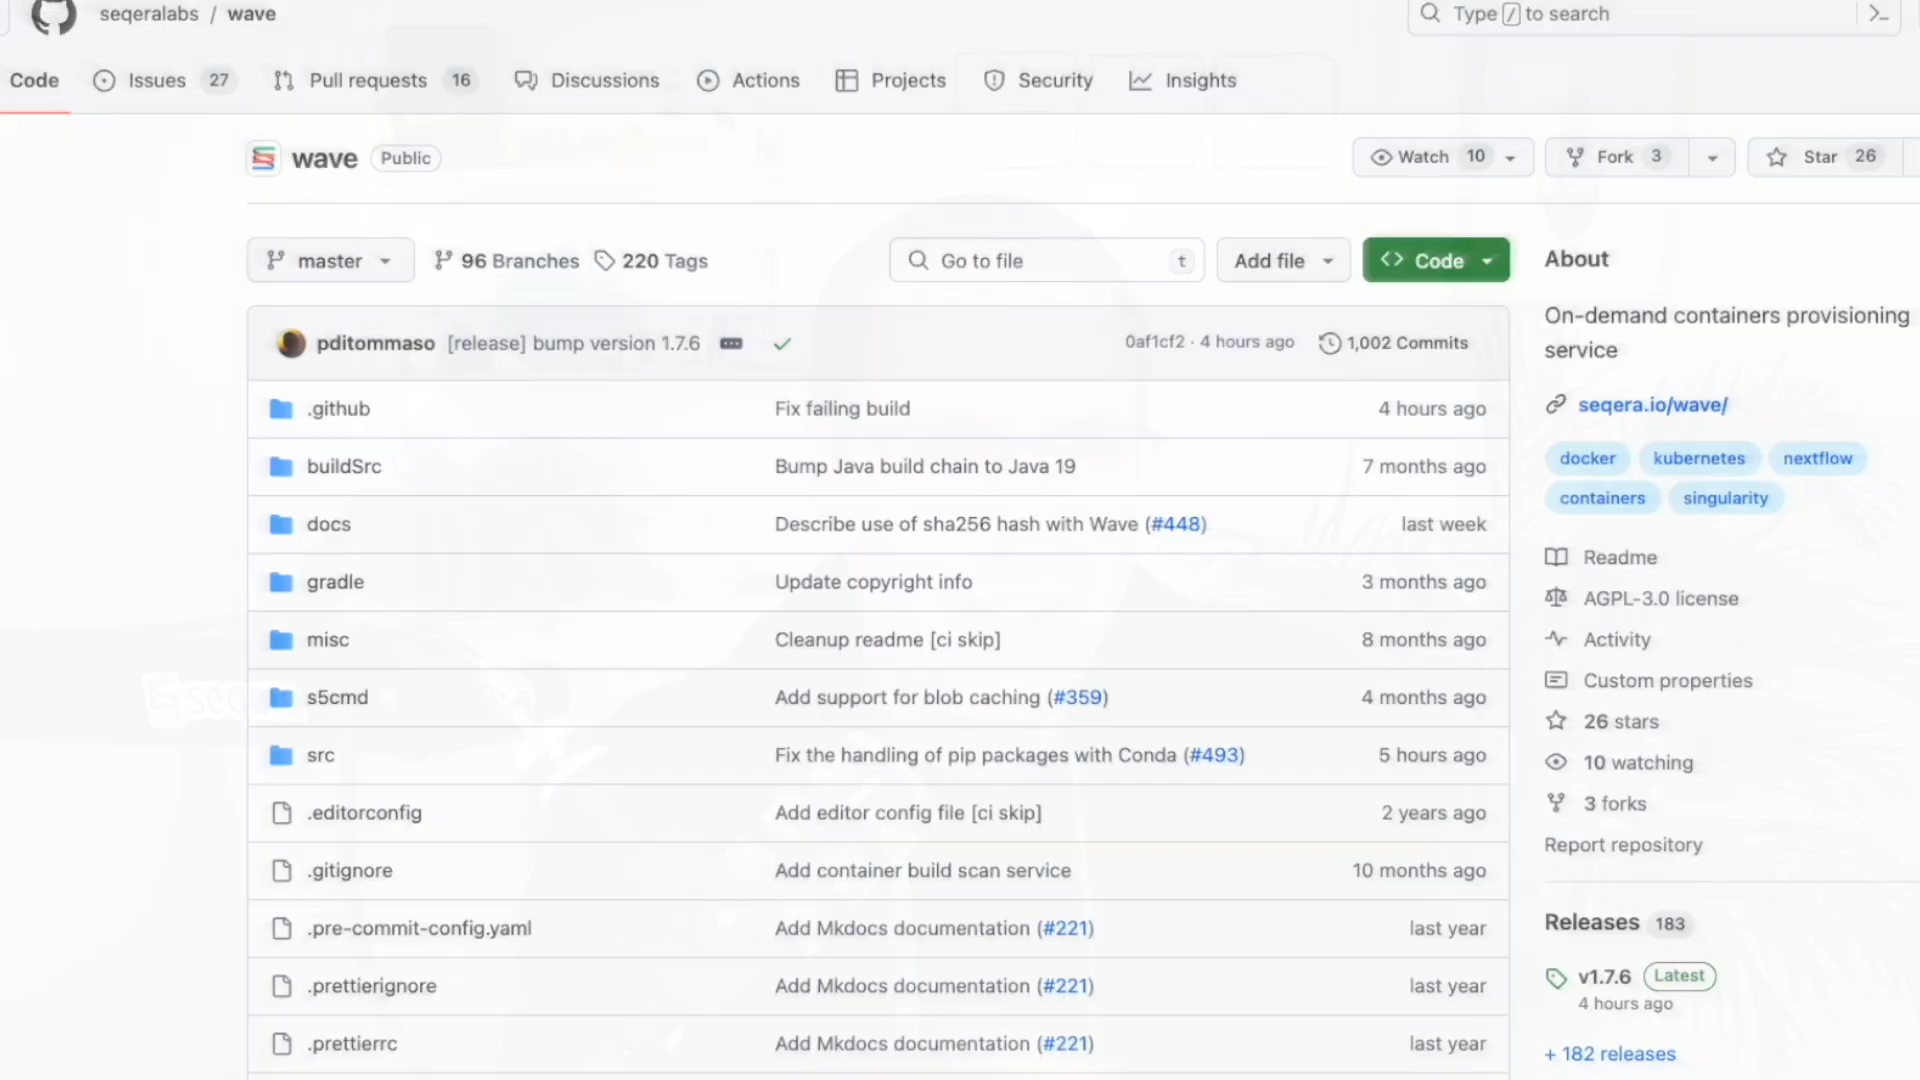 seqeralabs / wave
Type / to search
Code
Issues 27
Pull requests 16
Discussions
Actions
Projects
Security
Insights
wave Public
Watch 10
Fork 3
Star 26
master
96 Branches
220 Tags
Go to file t
Add file
Code
pditommaso [release] bump version 1.7.6
0af1cf2 · 4 hours ago
1,002 Commits
.github Fix failing build 4 hours ago
buildSrc Bump Java build chain to Java 19 7 months ago
docs Describe use of sha256 hash with Wave (#448) last week
gradle Update copyright info 3 months ago
misc Cleanup readme [ci skip] 8 months ago
s5cmd Add support for blob caching (#359) 4 months ago
src Fix the handling of pip packages with Conda (#493) 5 hours ago
.editorconfig Add editor config file [ci skip] 2 years ago
.gitignore Add container build scan service 10 months ago
.pre-commit-config.yaml Add Mkdocs documentation (#221) last year
.prettierignore Add Mkdocs documentation (#221) last year
.prettierrc Add Mkdocs documentation (#221) last year
About
On-demand containers provisioning
service
seqera.io/wave/
docker kubernetes nextflow
containers singularity
Readme
AGPL-3.0 license
Activity
Custom properties
26 stars
10 watching
3 forks
Report repository
Releases 183
v1.7.6 Latest
4 hours ago
+ 182 releases